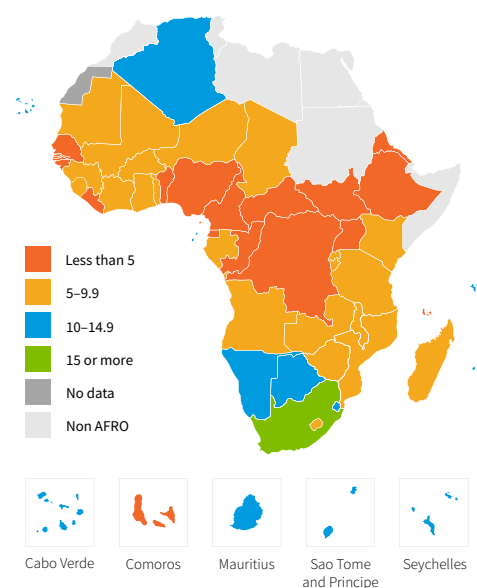 Less than 5
5–9.9
10–14.9
15 or more
No data
Non AFRO
Cabo Verde
Comoros
Mauritius
Sao Tome
and Principe
Seychelles